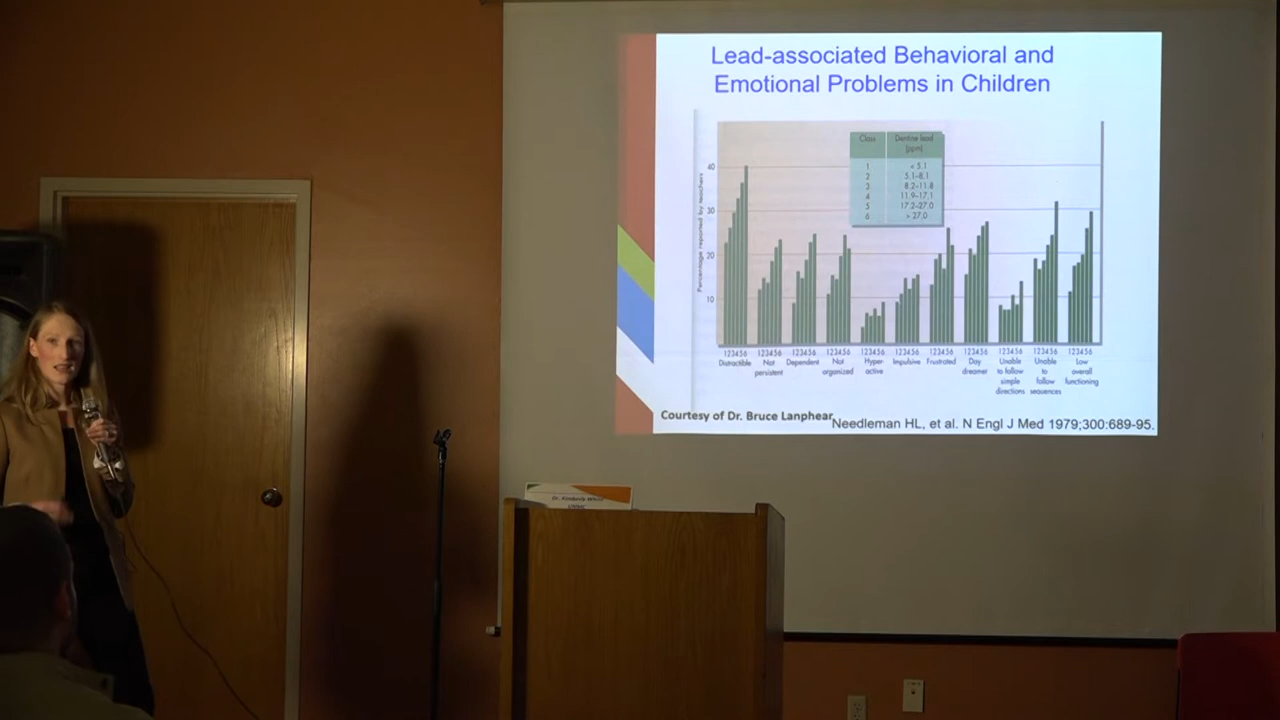 Lead-associated Behavioral and
Emotional Problems in Children
Class Dentine lead
(ppm)
1 < 5.1
2 5.1-8.1
3 8.2-11.8
4 11.9-17.1
5 17.2-27.0
6 > 27.0
Percentage reported by teachers
40
30
20
10
123456 123456 123456 123456 123456 123456 123456 123456 123456 123456 123456
Distractible
Not
persistent
Dependent
Not
organized
Hyper-
active
Impulsive
Frustrated
Day
dreamer
Unable
to follow
simple
directions
Unable
to
follow
sequences
Low
overall
functioning
Courtesy of Dr. Bruce Lanphear
Needleman HL, et al. N Engl J Med 1979;300:689-95.
Dr. Kimberly